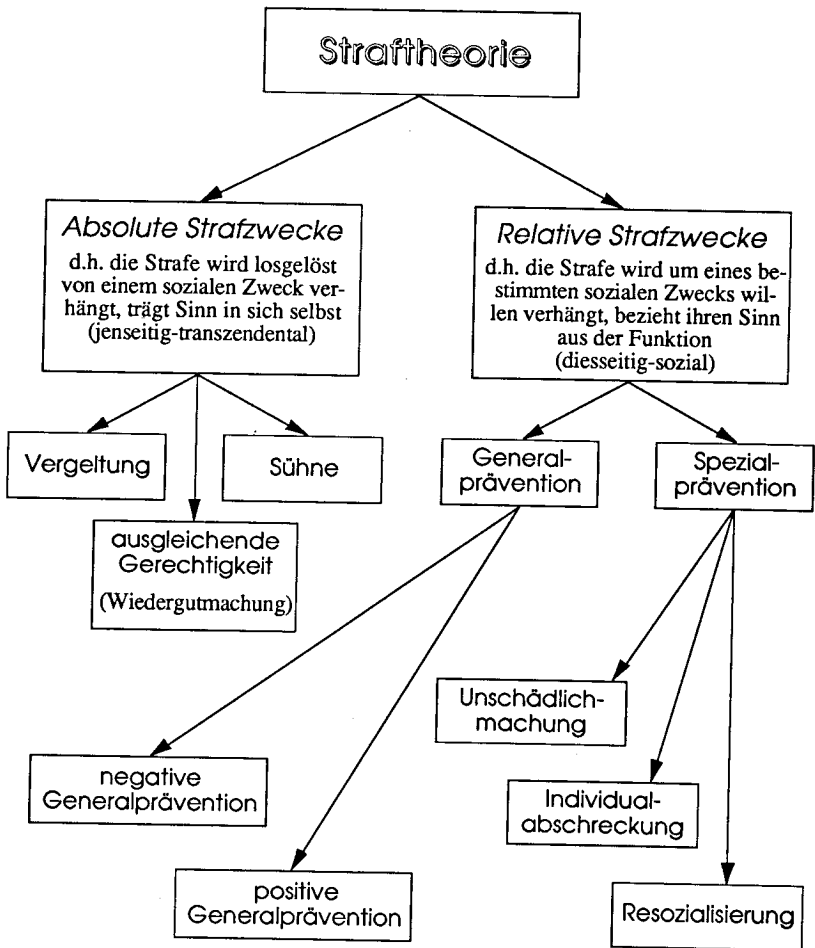 Straftheorie
Absolute Strafzwecke
d.h. die Strafe wird losgelöst
von einem sozialen Zweck ver-
hängt, trägt Sinn in sich selbst
(jenseitig-transzendental)
Relative Strafzwecke
d.h. die Strafe wird um eines be-
stimmten sozialen Zwecks wil-
len verhängt, bezieht ihren Sinn
aus der Funktion
(diesseitig-sozial)
Vergeltung
Sühne
ausgleichende
Gerechtigkeit
(Wiedergutmachung)
General-
prävention
Spezial-
prävention
Unschädlich-
machung
negative
Generalprävention
Individual-
abschreckung
positive
Generalprävention
Resozialisierung